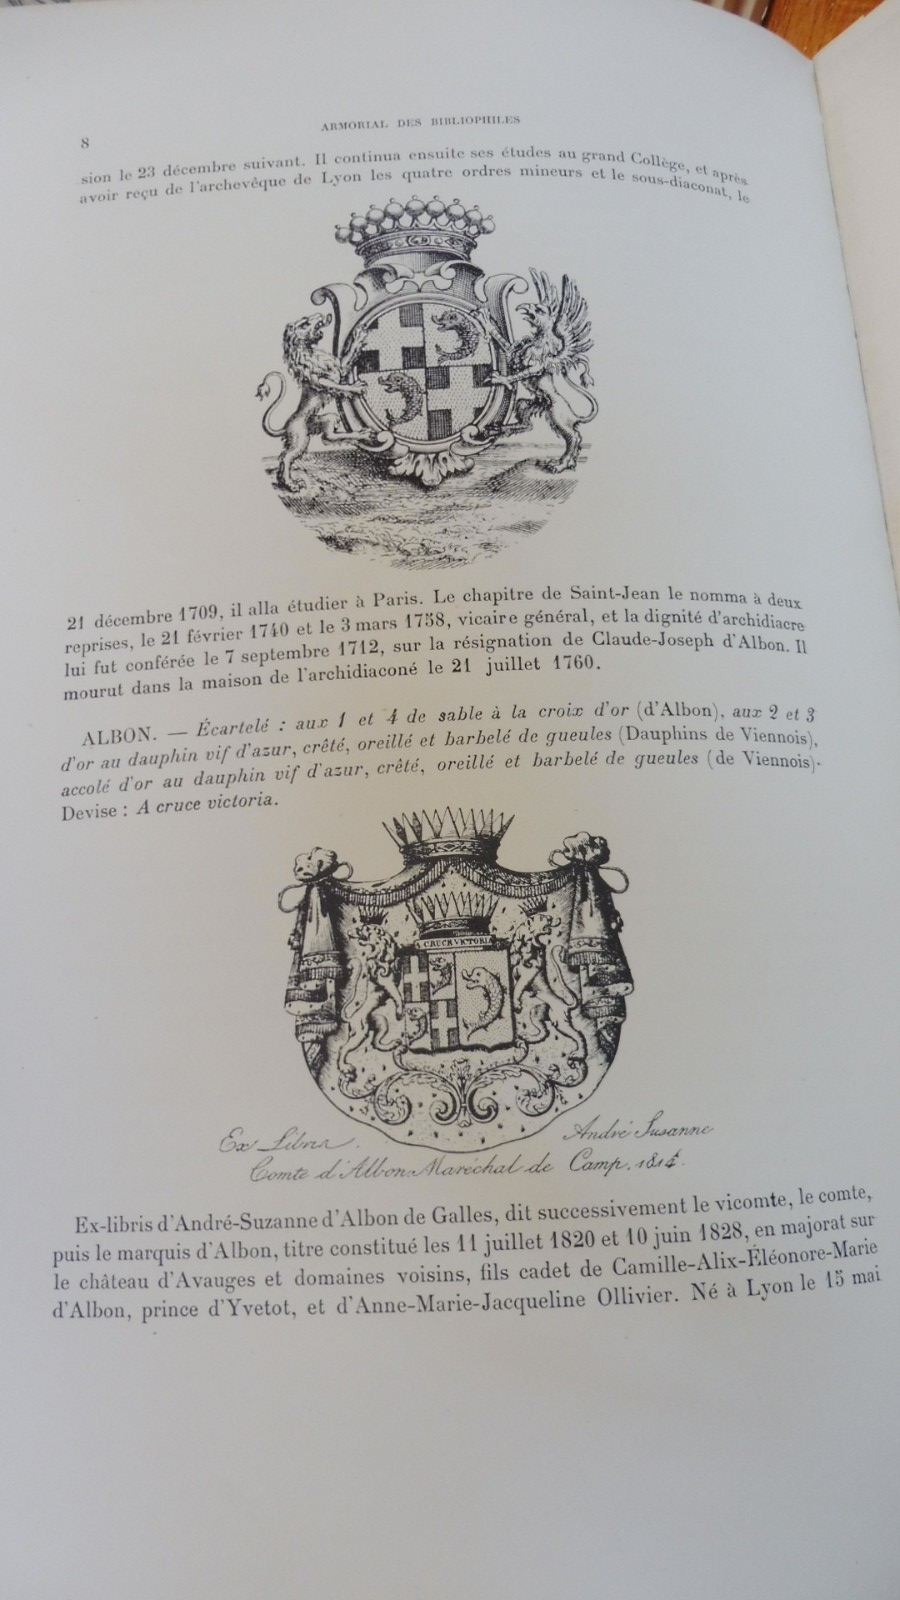 8
ARMORIAL DES BIBLIOPHILES
sion le 23 décembre suivant. Il continua ensuite ses études au grand Collège, et après
avoir reçu de l'archevêque de Lyon les quatre ordres mineurs et le sous-diaconat, le
21 décembre 1709, il alla étudier à Paris. Le chapitre de Saint-Jean le nomma à deux
reprises, le 21 février 1740 et le 3 mars 1758, vicaire général, et la dignité d'archidiacre
lui fut conférée le 7 septembre 1712, sur la résignation de Claude-Joseph d'Albon. Il
mourut dans la maison de l'archidiaconé le 21 juillet 1760.
ALBON. — Écartelé : aux 1 et 4 de sable à la croix d'or (d'Albon), aux 2 et 3
d'or au dauphin vif d'azur, crêté, oreillé et barbelé de gueules (Dauphins de Viennois),
accolé d'or au dauphin vif d'azur, crêté, oreillé et barbelé de gueules (de Viennois).
Devise : A cruce victoria.
A CRUCE VICTORIA
Ex Libris. André Susanne
Comte d'Albon. Maréchal de Camp. 1814.
Ex-libris d'André-Suzanne d'Albon de Galles, dit successivement le vicomte, le comte,
puis le marquis d'Albon, titre constitué les 11 juillet 1820 et 10 juin 1828, en majorat sur
le château d'Avauges et domaines voisins, fils cadet de Camille-Alix-Éléonore-Marie
d'Albon, prince d'Yvetot, et d'Anne-Marie-Jacqueline Ollivier. Né à Lyon le 15 mai